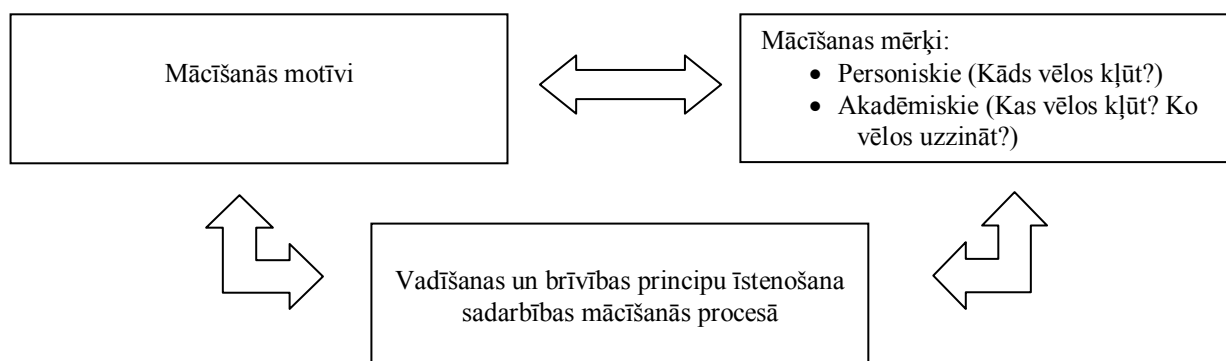 Mācīšanās motīvi
Mācīšanas mērķi:
• Personiskie (Kāds vēlos kļūt?)
• Akadēmiskie (Kas vēlos kļūt? Ko
vēlos uzzināt?)
Vadīšanas un brīvības principu īstenošana
sadarbības mācīšanās procesā